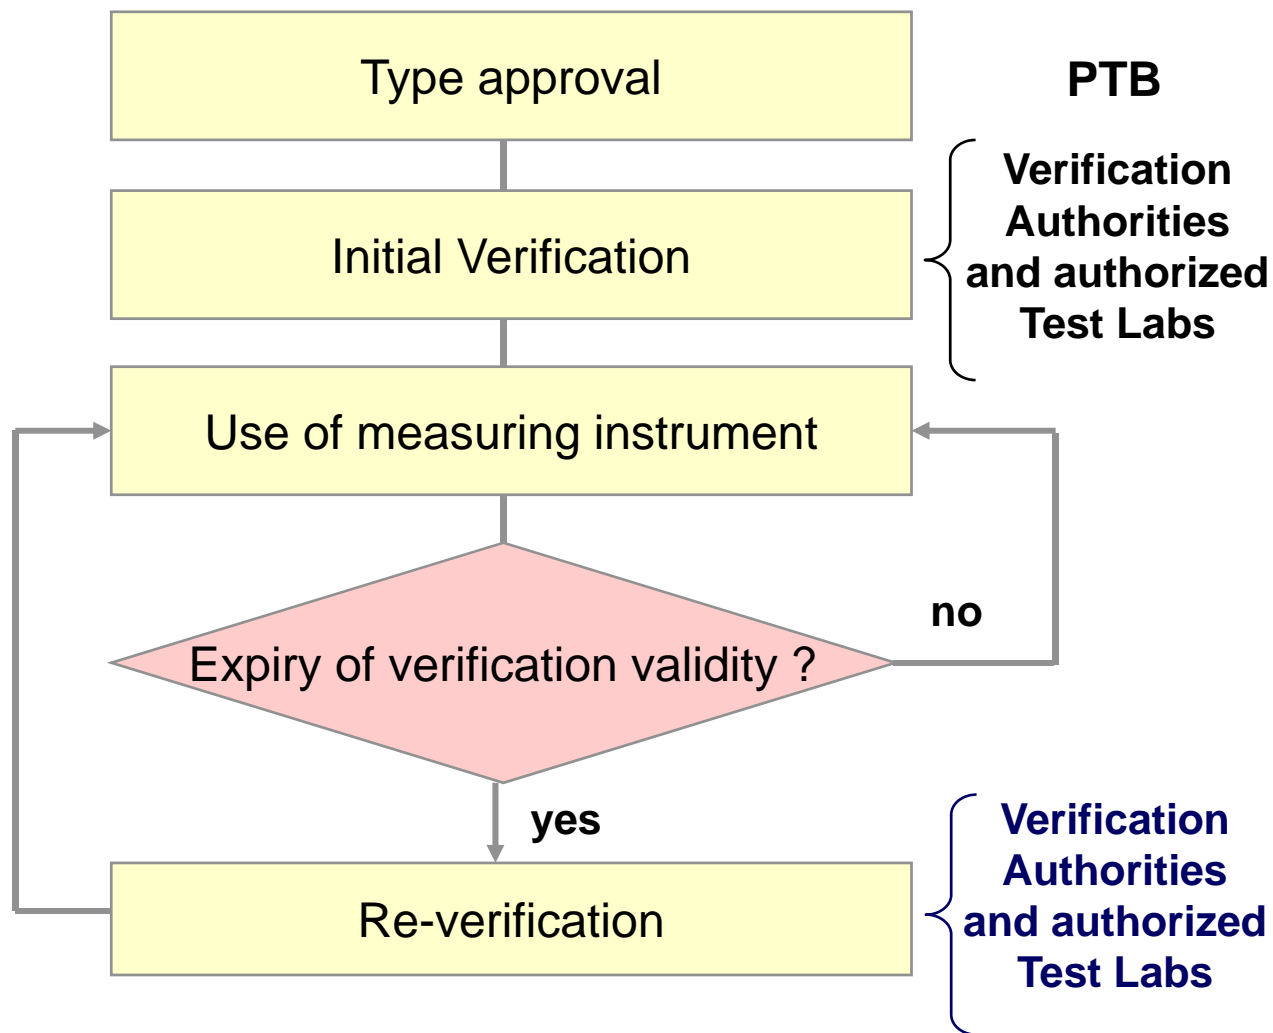 Type approval
PTB
Initial Verification
Verification
Authorities
and authorized
Test Labs
Use of measuring instrument
no
Expiry of verification validity ?
yes
Re-verification
Verification
Authorities
and authorized
Test Labs